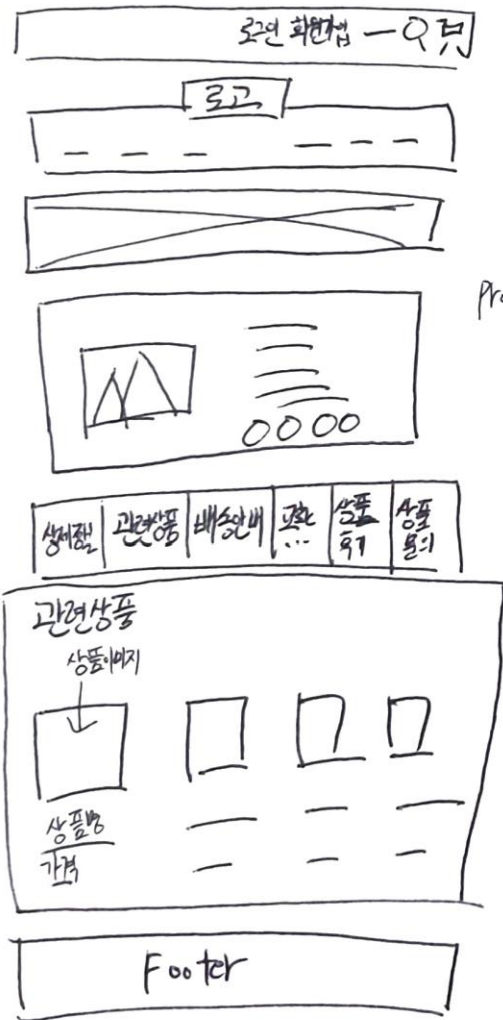 로그인 회원가입
로고
Pro
상세정보 관련상품 배송안내 교환 ... 상품 후기 상품 문의
관련상품
상품이미지
상품명
가격
Footer